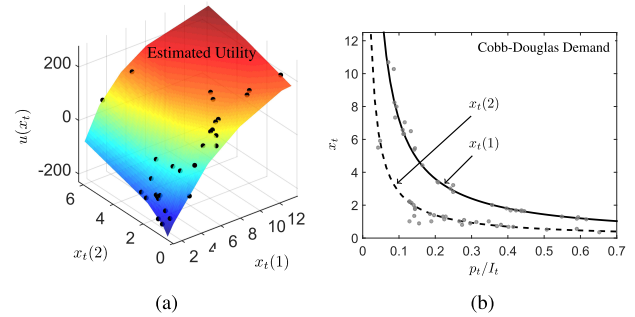 Estimated Utility
200
0
-200
u(x_t)
6
4
2
0
x_t(2)
2
4
6
8
10
12
x_t(1)
(a)
Cobb-Douglas Demand
12
10
8
6
4
2
0
x_t
x_t(2)
x_t(1)
0 0.1 0.2 0.3 0.4 0.5 0.6 0.7
p_t/I_t
(b)